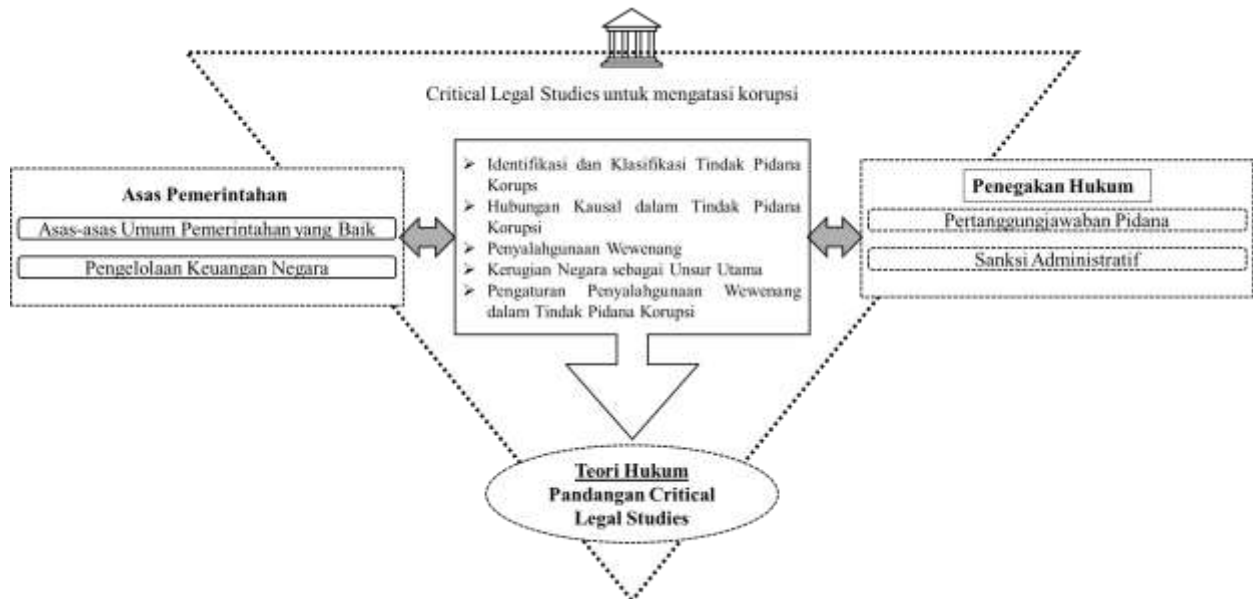 Critical Legal Studies untuk mengatasi korupsi
Asas Pemerintahan
Asas-asas Umum Pemerintahan yang Baik
Pengelolaan Keuangan Negara
➢ Identifikasi dan Klasifikasi Tindak Pidana
Korups
➢ Hubungan Kausal dalam Tindak Pidana
Korupsi
➢ Penyalahgunaan Wewenang
➢ Kerugian Negara sebagai Unsur Utama
➢ Pengaturan Penyalahgunaan Wewenang
dalam Tindak Pidana Korupsi
Penegakan Hukum
Pertanggungjawaban Pidana
Sanksi Administratif
Teori Hukum
Pandangan Critical
Legal Studies